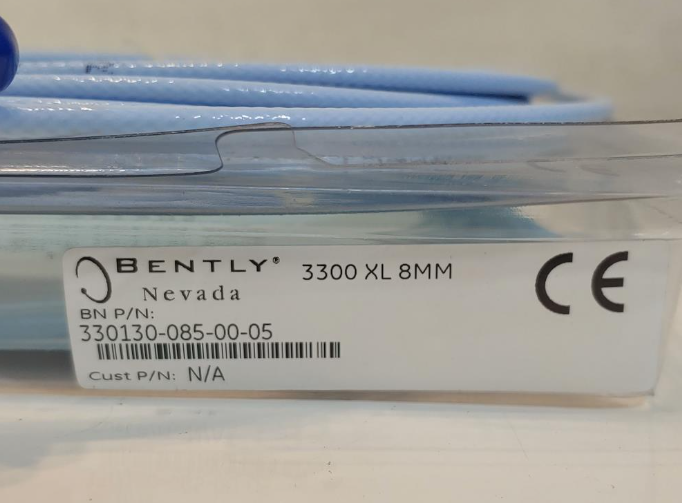 BENTLY® 3300 XL 8MM CE
Nevada
BN P/N:
330130-085-00-05
Cust P/N: N/A